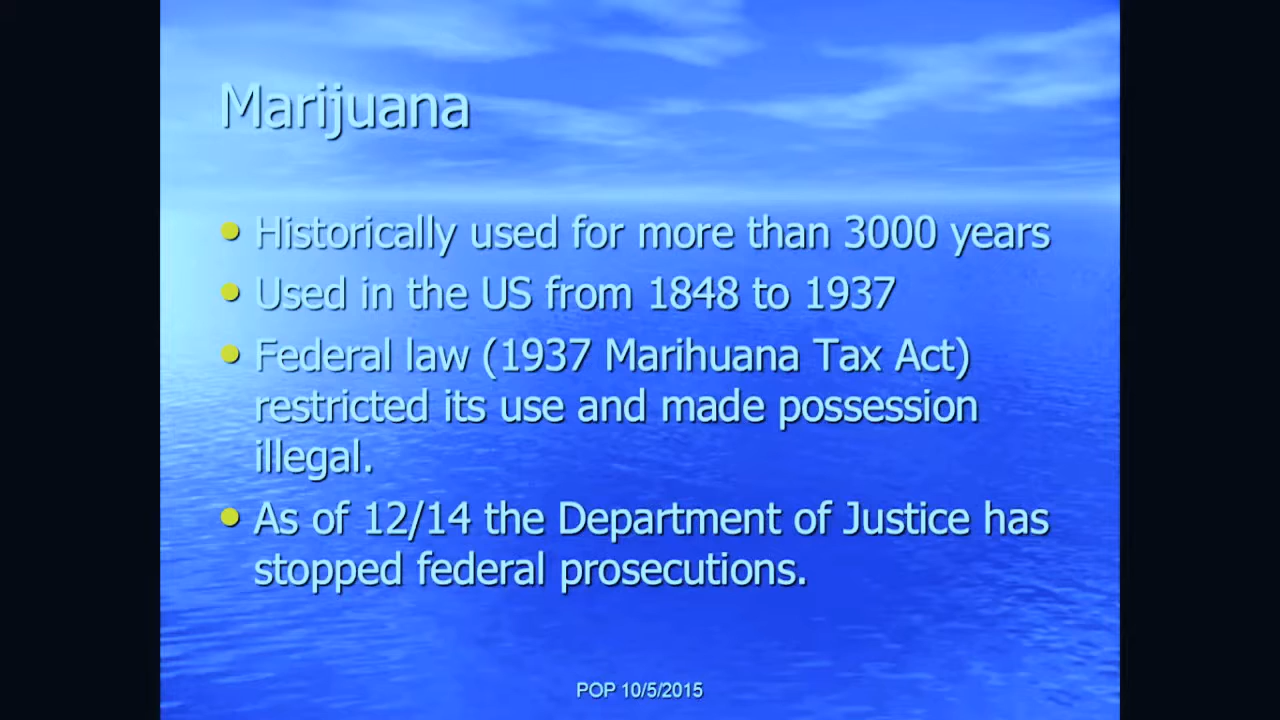 Marijuana
• Historically used for more than 3000 years
• Used in the US from 1848 to 1937
• Federal law (1937 Marihuana Tax Act)
restricted its use and made possession
illegal.
• As of 12/14 the Department of Justice has
stopped federal prosecutions.
POP 10/5/2015